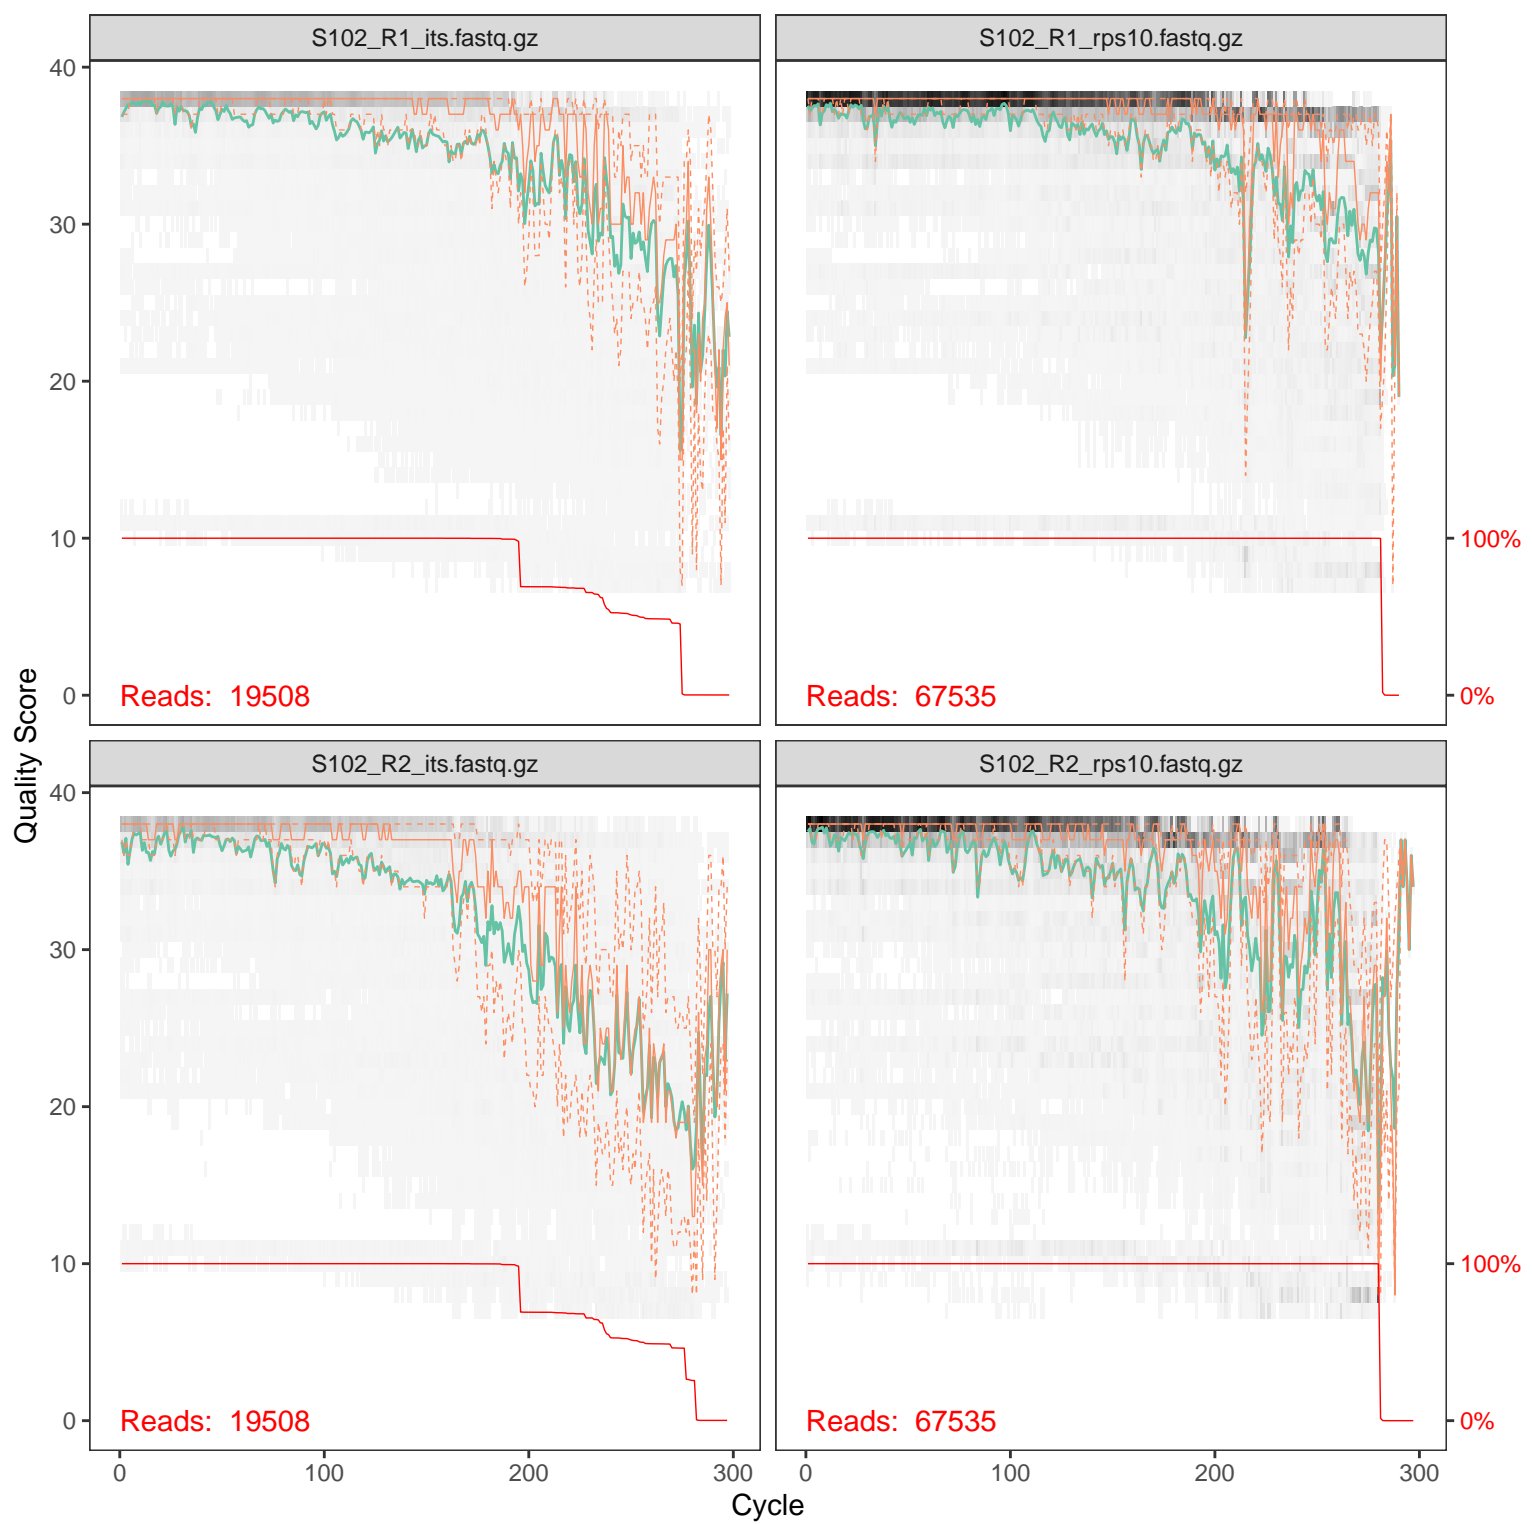 S102_R1_its.fastq.gz
S102_R1_rps10.fastq.gz
40
30
20
10
0
100%
0%
Reads: 19508
Reads: 67535
Quality Score
S102_R2_its.fastq.gz
S102_R2_rps10.fastq.gz
40
30
20
10
0
100%
0%
Reads: 19508
Reads: 67535
0 100 200 300
0 100 200 300
Cycle